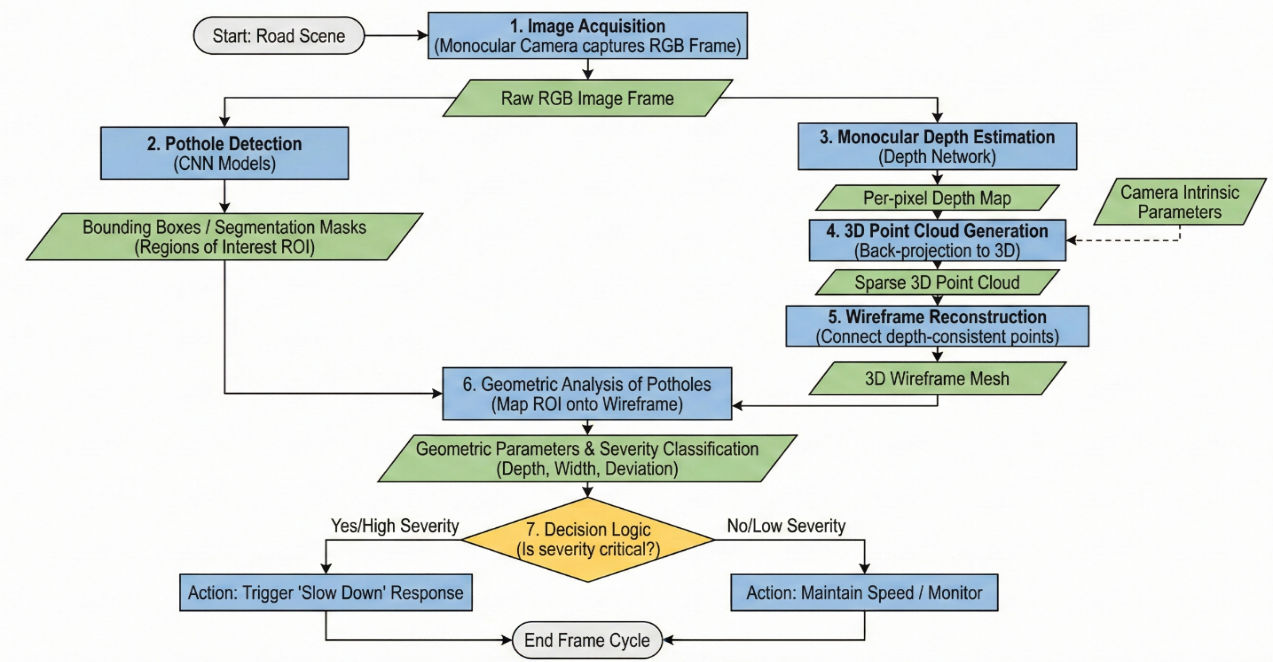 Start: Road Scene
1. Image Acquisition
(Monocular Camera captures RGB Frame)
Raw RGB Image Frame
2. Pothole Detection
(CNN Models)
Bounding Boxes / Segmentation Masks
(Regions of Interest ROI)
3. Monocular Depth Estimation
(Depth Network)
Per-pixel Depth Map
Camera Intrinsic
Parameters
4. 3D Point Cloud Generation
(Back-projection to 3D)
Sparse 3D Point Cloud
5. Wireframe Reconstruction
(Connect depth-consistent points)
3D Wireframe Mesh
6. Geometric Analysis of Potholes
(Map ROI onto Wireframe)
Geometric Parameters & Severity Classification
(Depth, Width, Deviation)
7. Decision Logic
(Is severity critical?)
Yes/High Severity
No/Low Severity
Action: Trigger 'Slow Down' Response
Action: Maintain Speed / Monitor
End Frame Cycle